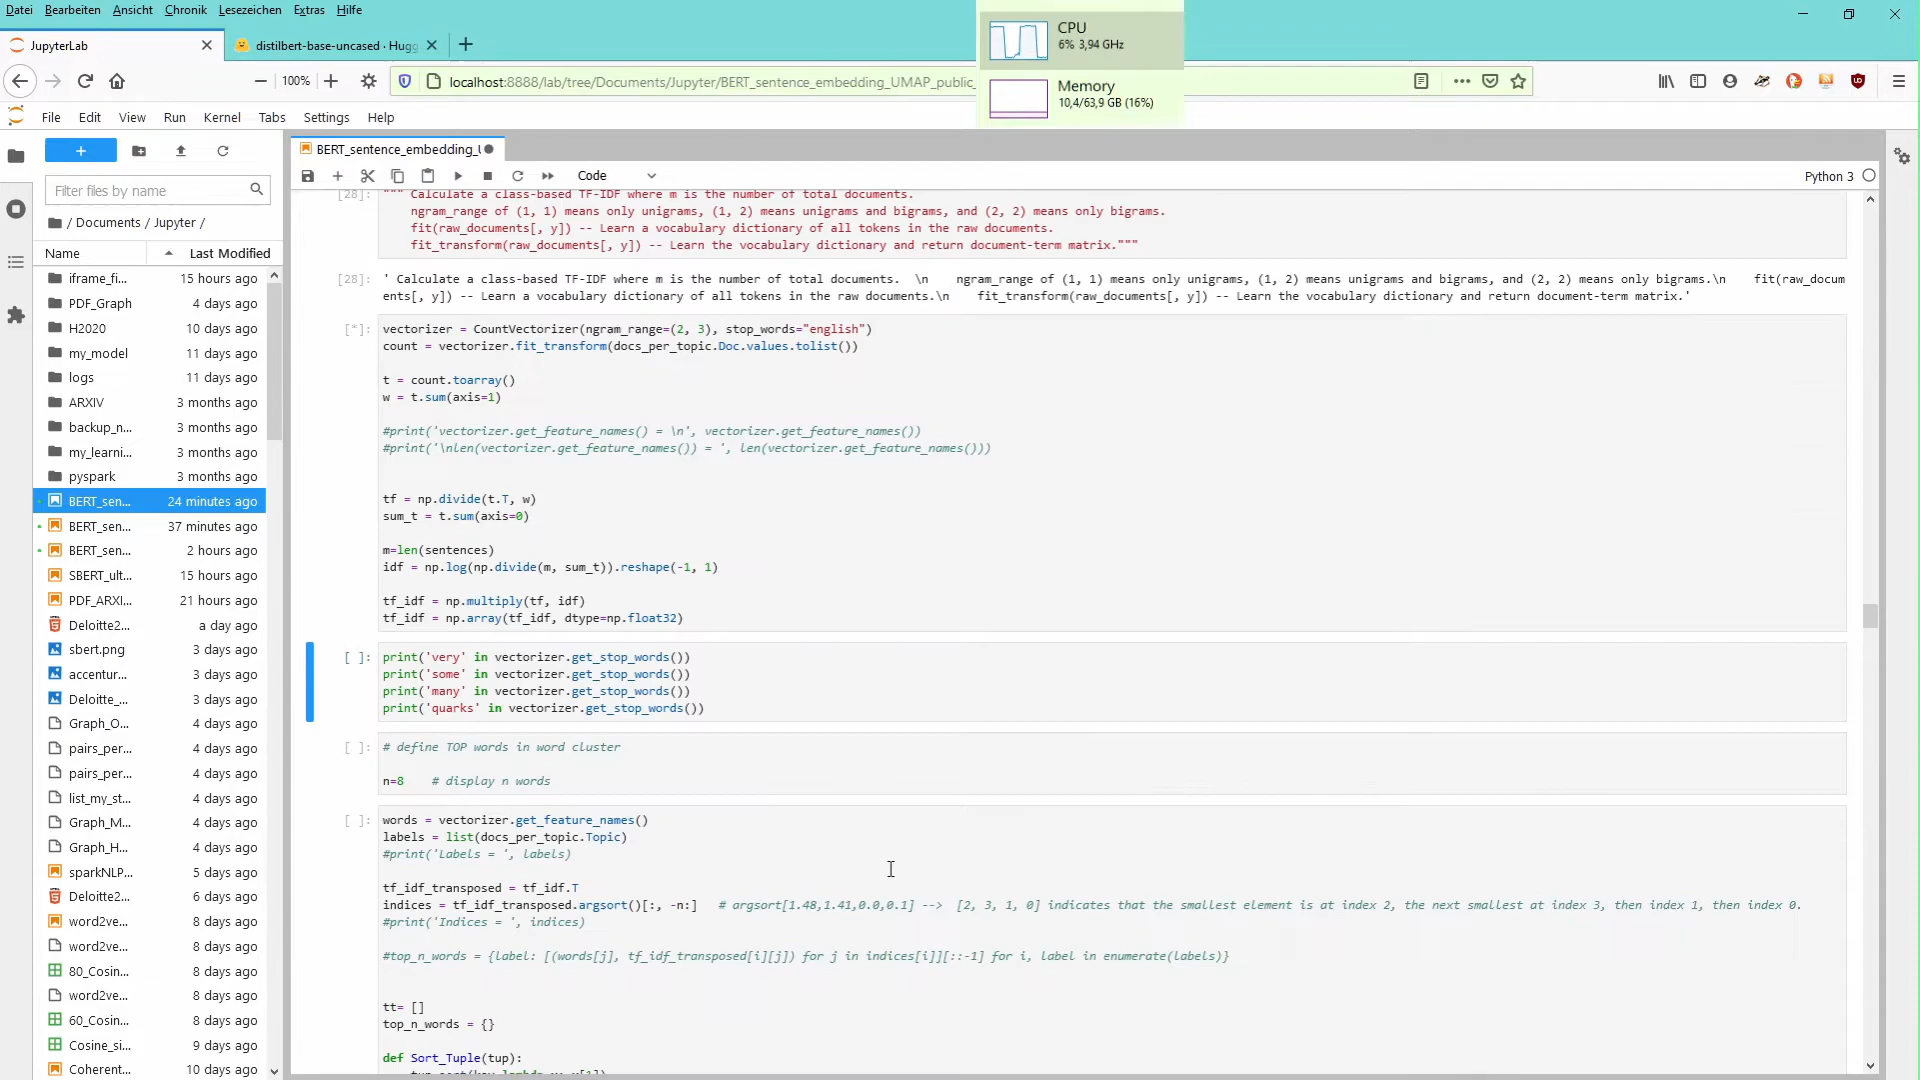 Datei Bearbeiten Ansicht Chronik Lesezeichen Extras Hilfe
JupyterLab
distilbert-base-uncased · Hugg
CPU
6% 3,94 GHz
Memory
10,4/63,9 GB (16%)
100%
localhost:8888/lab/tree/Documents/Jupyter/BERT_sentence_embedding_UMAP_public_
File Edit View Run Kernel Tabs Settings Help
Filter files by name
/ Documents / Jupyter /
Name Last Modified
iframe_fi... 15 hours ago
PDF_Graph 4 days ago
H2020 10 days ago
my_model 11 days ago
logs 11 days ago
ARXIV 3 months ago
backup_n... 3 months ago
my_learni... 3 months ago
pyspark 3 months ago
BERT_sen... 24 minutes ago
BERT_sen... 37 minutes ago
BERT_sen... 2 hours ago
SBERT_ult... 15 hours ago
PDF_ARXI... 21 hours ago
Deloitte2... a day ago
sbert.png 3 days ago
accentur... 3 days ago
Deloitte_... 3 days ago
Graph_O... 4 days ago
pairs_per... 4 days ago
pairs_per... 4 days ago
list_my_st... 4 days ago
Graph_M... 4 days ago
Graph_H... 4 days ago
sparkNLP... 5 days ago
Deloitte2... 6 days ago
word2ve... 8 days ago
word2ve... 8 days ago
80_Cosin... 8 days ago
word2ve... 8 days ago
60_Cosin... 8 days ago
Cosine_si... 9 days ago
Coherent... 10 days ago
BERT_sentence_embedding_U
Code
Python 3
[28]: """ Calculate a class-based TF-IDF where m is the number of total documents.
ngram_range of (1, 1) means only unigrams, (1, 2) means unigrams and bigrams, and (2, 2) means only bigrams.
fit(raw_documents[, y]) -- Learn a vocabulary dictionary of all tokens in the raw documents.
fit_transform(raw_documents[, y]) -- Learn the vocabulary dictionary and return document-term matrix."""
[28]: ' Calculate a class-based TF-IDF where m is the number of total documents. \n ngram_range of (1, 1) means only unigrams, (1, 2) means unigrams and bigrams, and (2, 2) means only bigrams.\n fit(raw_docum
ents[, y]) -- Learn a vocabulary dictionary of all tokens in the raw documents.\n fit_transform(raw_documents[, y]) -- Learn the vocabulary dictionary and return document-term matrix.'
[*]: vectorizer = CountVectorizer(ngram_range=(2, 3), stop_words="english")
count = vectorizer.fit_transform(docs_per_topic.Doc.values.tolist())
t = count.toarray()
w = t.sum(axis=1)
#print('vectorizer.get_feature_names() = \n', vectorizer.get_feature_names())
#print('\nlen(vectorizer.get_feature_names()) = ', len(vectorizer.get_feature_names()))
tf = np.divide(t.T, w)
sum_t = t.sum(axis=0)
m=len(sentences)
idf = np.log(np.divide(m, sum_t)).reshape(-1, 1)
tf_idf = np.multiply(tf, idf)
tf_idf = np.array(tf_idf, dtype=np.float32)
[ ]: print('very' in vectorizer.get_stop_words())
print('some' in vectorizer.get_stop_words())
print('many' in vectorizer.get_stop_words())
print('quarks' in vectorizer.get_stop_words())
[ ]: # define TOP words in word cluster
n=8 # display n words
[ ]: words = vectorizer.get_feature_names()
labels = list(docs_per_topic.Topic)
#print('Labels = ', labels)
tf_idf_transposed = tf_idf.T
indices = tf_idf_transposed.argsort()[:, -n:] # argsort[1.48,1.41,0.0,0.1] --> [2, 3, 1, 0] indicates that the smallest element is at index 2, the next smallest at index 3, then index 1, then index 0.
#print('Indices = ', indices)
#top_n_words = {label: [(words[j], tf_idf_transposed[i][j]) for j in indices[i]][::-1] for i, label in enumerate(labels)}
tt= []
top_n_words = {}
def Sort_Tuple(tup):